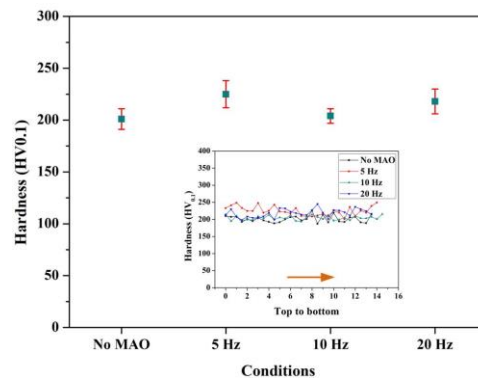 300
250
200
150
100
50
0
Hardness (HV0.1)
No MAO
5 Hz
10 Hz
20 Hz
Conditions
400
350
300
250
200
150
100
50
0
Hardness (HV0.1)
No MAO
5 Hz
10 Hz
20 Hz
0 2 4 6 8 10 12 14 16
Top to bottom